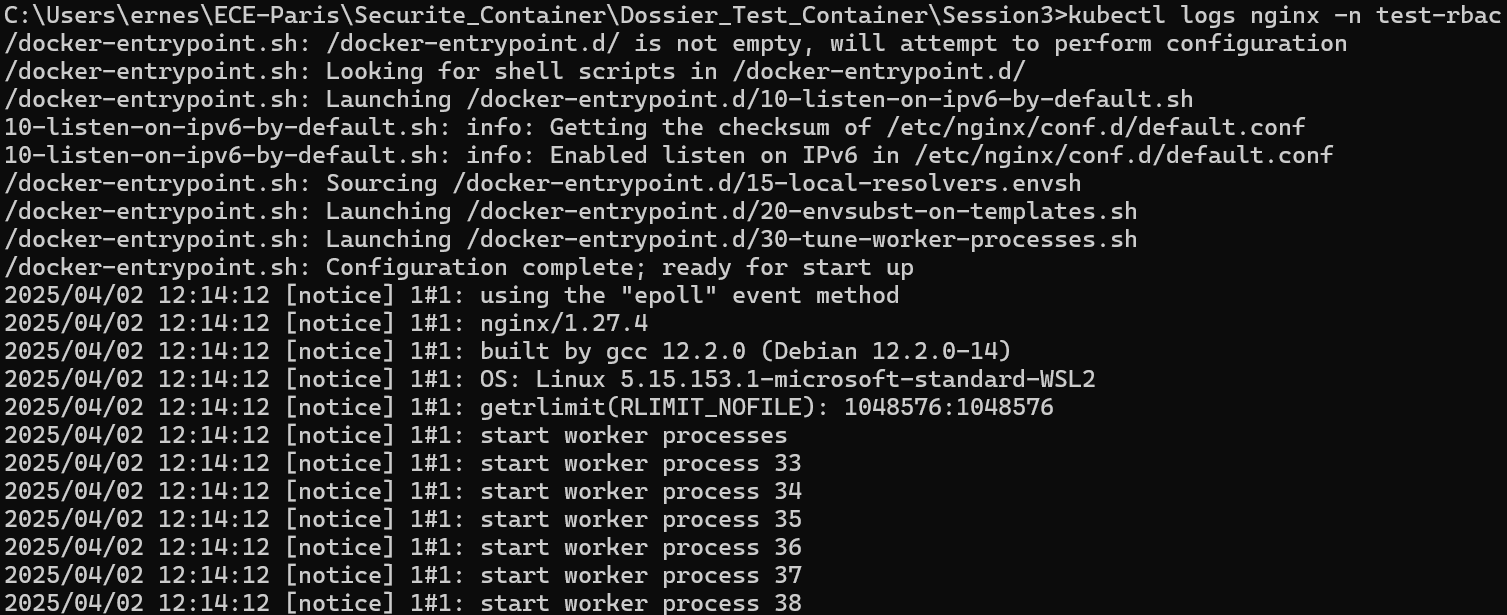 C:\Users\ernes\ECE-Paris\Securite_Container\Dossier_Test_Container\Session3>kubectl logs nginx -n test-rbac
/docker-entrypoint.sh: /docker-entrypoint.d/ is not empty, will attempt to perform configuration
/docker-entrypoint.sh: Looking for shell scripts in /docker-entrypoint.d/
/docker-entrypoint.sh: Launching /docker-entrypoint.d/10-listen-on-ipv6-by-default.sh
10-listen-on-ipv6-by-default.sh: info: Getting the checksum of /etc/nginx/conf.d/default.conf
10-listen-on-ipv6-by-default.sh: info: Enabled listen on IPv6 in /etc/nginx/conf.d/default.conf
/docker-entrypoint.sh: Sourcing /docker-entrypoint.d/15-local-resolvers.envsh
/docker-entrypoint.sh: Launching /docker-entrypoint.d/20-envsubst-on-templates.sh
/docker-entrypoint.sh: Launching /docker-entrypoint.d/30-tune-worker-processes.sh
/docker-entrypoint.sh: Configuration complete; ready for start up
2025/04/02 12:14:12 [notice] 1#1: using the "epoll" event method
2025/04/02 12:14:12 [notice] 1#1: nginx/1.27.4
2025/04/02 12:14:12 [notice] 1#1: built by gcc 12.2.0 (Debian 12.2.0-14)
2025/04/02 12:14:12 [notice] 1#1: OS: Linux 5.15.153.1-microsoft-standard-WSL2
2025/04/02 12:14:12 [notice] 1#1: getrlimit(RLIMIT_NOFILE): 1048576:1048576
2025/04/02 12:14:12 [notice] 1#1: start worker processes
2025/04/02 12:14:12 [notice] 1#1: start worker process 33
2025/04/02 12:14:12 [notice] 1#1: start worker process 34
2025/04/02 12:14:12 [notice] 1#1: start worker process 35
2025/04/02 12:14:12 [notice] 1#1: start worker process 36
2025/04/02 12:14:12 [notice] 1#1: start worker process 37
2025/04/02 12:14:12 [notice] 1#1: start worker process 38